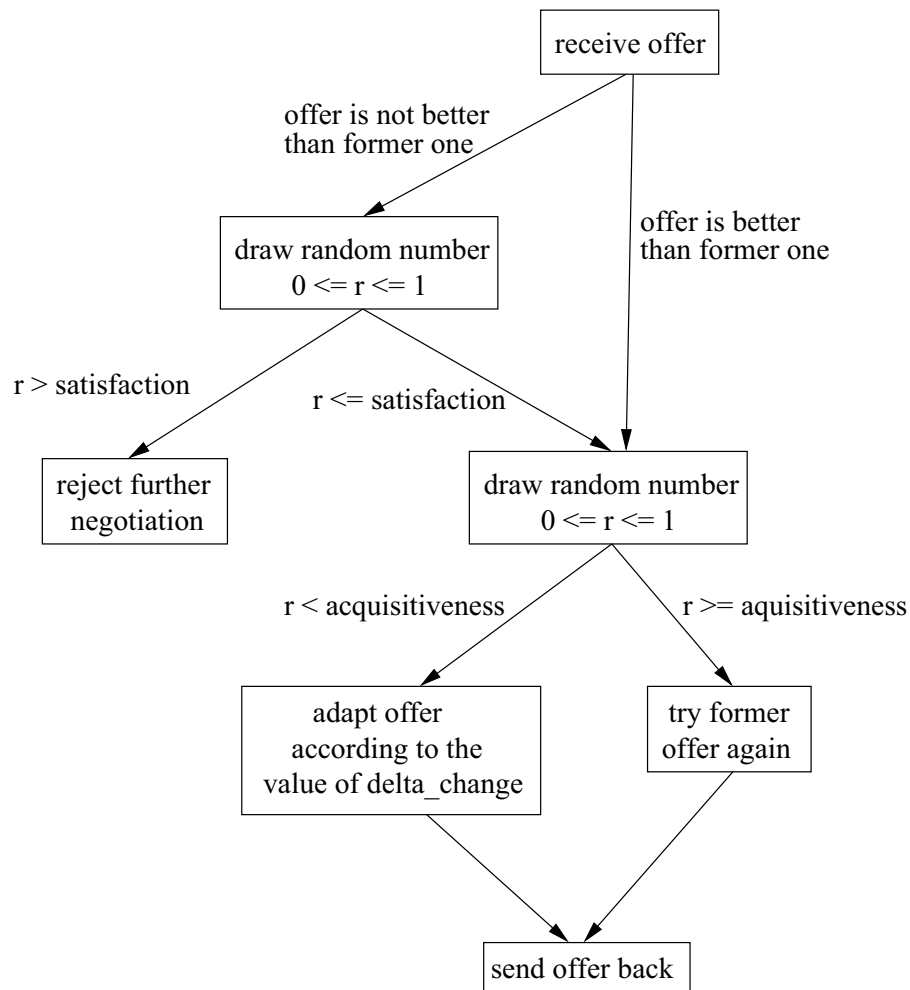 receive offer
offer is not better
than former one
offer is better
than former one
draw random number
0 <= r <= 1
r > satisfaction
r <= satisfaction
reject further
negotiation
draw random number
0 <= r <= 1
r < acquisitiveness
r >= aquisitiveness
adapt offer
according to the
value of delta_change
try former
offer again
send offer back